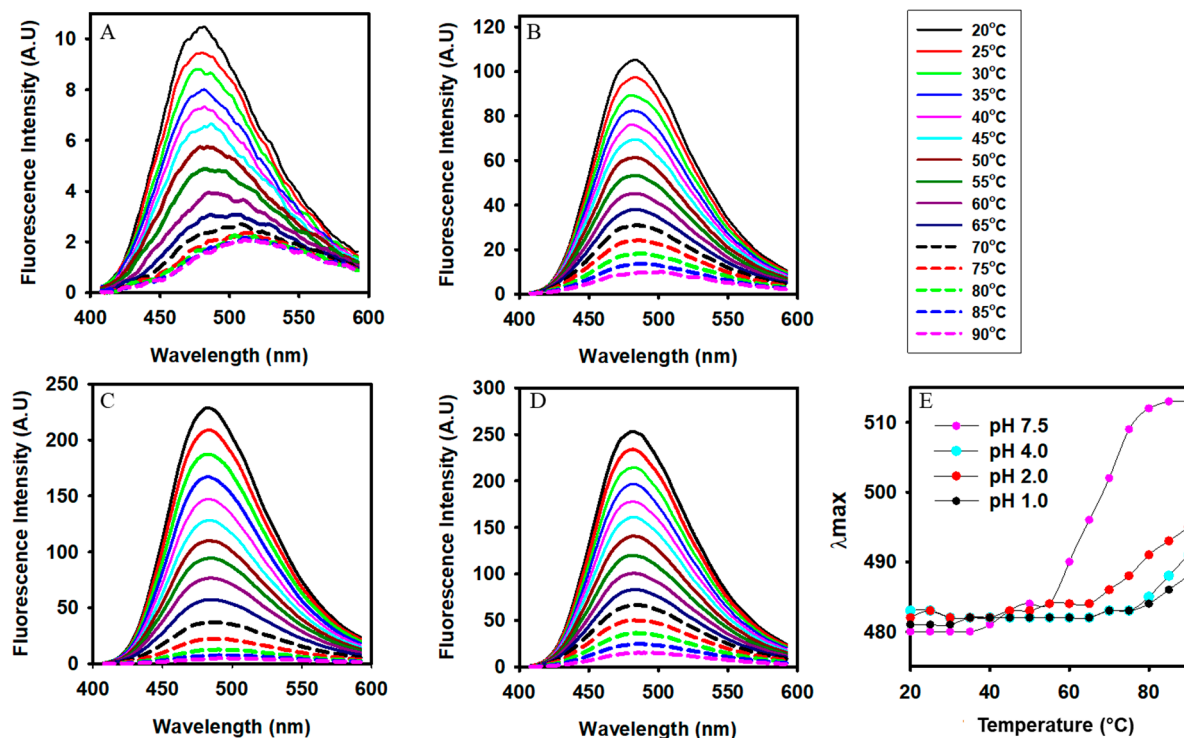 A
Fluorescence Intensity (A.U)
10
8
6
4
2
0
400 450 500 550 600
Wavelength (nm)
B
Fluorescence Intensity (A.U)
120
100
80
60
40
20
0
400 450 500 550 600
Wavelength (nm)
20°C
25°C
30°C
35°C
40°C
45°C
50°C
55°C
60°C
65°C
70°C
75°C
80°C
85°C
90°C
C
Fluorescence Intensity (A.U)
250
200
150
100
50
0
400 450 500 550 600
Wavelength (nm)
D
Fluorescence Intensity (A.U)
300
250
200
150
100
50
0
400 450 500 550 600
Wavelength (nm)
E
pH 7.5
pH 4.0
pH 2.0
pH 1.0
λmax
510
500
490
480
20 40 60 80
Temperature (°C)